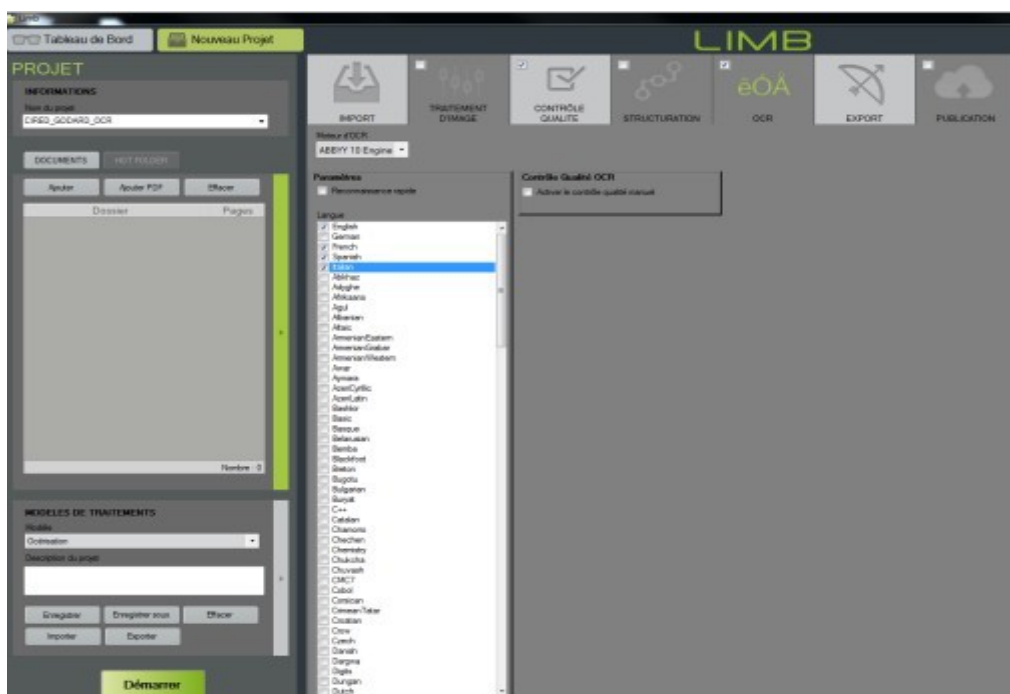 Limb
Tableau de Bord
Nouveau Projet
LIMB
PROJET
INFORMATIONS
Nom du projet
CIRED_GODARD_OCR
DOCUMENTS
HOT FOLDER
Ajouter
Ajouter PDF
Effacer
Dossier
Pages
Nombre : 0
MODELES DE TRAITEMENTS
Modèle
Océrisation
Description du projet
Enregistrer
Enregistrer sous
Effacer
Importer
Exporter
Démarrer
IMPORT
TRAITEMENT
D'IMAGE
CONTRÔLE
QUALITE
STRUCTURATION
êÓÅ
OCR
EXPORT
PUBLICATION
Moteur d'OCR
ABBYY 10 Engine
Paramètres
Reconnaissance rapide
Langue
English
German
French
Spanish
Italian
Abkhaz
Adyghe
Afrikaans
Agul
Albanian
Altaic
ArmenianEastern
ArmenianGrabar
ArmenianWestern
Awar
Aymara
AzeriCyrillic
AzeriLatin
Bashkir
Basic
Basque
Belarusian
Bemba
Blackfoot
Breton
Bugotu
Bulgarian
Buryat
C++
Catalan
Chamorro
Chechen
Chemistry
Chukcha
Chuvash
CMC7
Cobol
Corsican
CrimeanTatar
Croatian
Crow
Czech
Danish
Dargwa
Digits
Dungan
Dutch
Contrôle Qualité OCR
Activer le contrôle qualité manuel